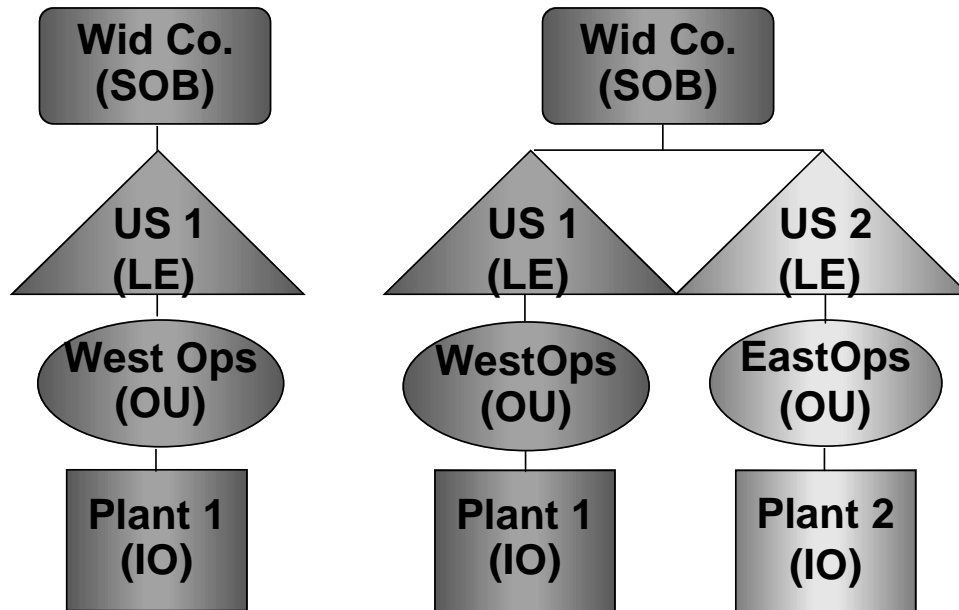 Wid Co.
(SOB)
US 1
(LE)
West Ops
(OU)
Plant 1
(IO)
Wid Co.
(SOB)
US 1
(LE)
WestOps
(OU)
Plant 1
(IO)
US 2
(LE)
EastOps
(OU)
Plant 2
(IO)